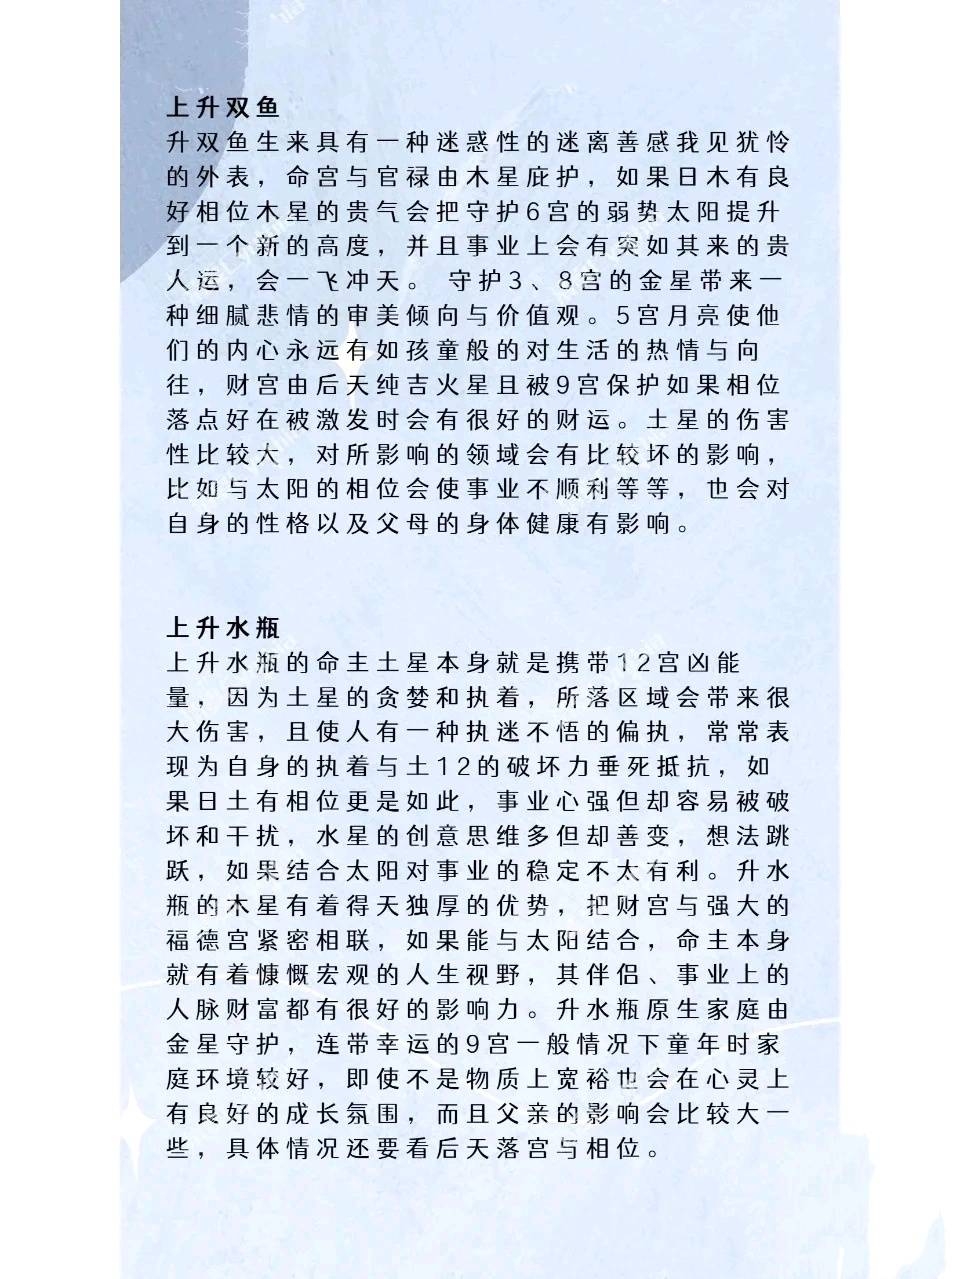 上升双鱼
升双鱼生来具有一种迷惑性的迷离善感我见犹怜
的外表，命宫与官禄由木星庇护，如果日木有良
好相位木星的贵气会把守护6宫的弱势太阳提升
到一个新的高度，并且事业上会有突如其来的贵
人运，会一飞冲天。 守护3、8宫的金星带来一
种细腻悲情的审美倾向与价值观。5宫月亮使他
们的内心永远有如孩童般的对生活的热情与向
往，财宫由后天纯吉火星且被9宫保护如果相位
落点好在被激发时会有很好的财运。土星的伤害
性比较大，对所影响的领域会有比较坏的影响，
比如与太阳的相位会使事业不顺利等等，也会对
自身的性格以及父母的身体健康有影响。
上升水瓶
上升水瓶的命主土星本身就是携带12宫凶能
量，因为土星的贪婪和执着，所落区域会带来很
大伤害，且使人有一种执迷不悟的偏执，常常表
现为自身的执着与土12的破坏力垂死抵抗，如
果日土有相位更是如此，事业心强但却容易被破
坏和干扰，水星的创意思维多但却善变，想法跳
跃，如果结合太阳对事业的稳定不太有利。升水
瓶的木星有着得天独厚的优势，把财宫与强大的
福德宫紧密相联，如果能与太阳结合，命主本身
就有着慷慨宏观的人生视野，其伴侣、事业上的
人脉财富都有很好的影响力。升水瓶原生家庭由
金星守护，连带幸运的9宫一般情况下童年时家
庭环境较好，即使不是物质上宽裕也会在心灵上
有良好的成长氛围，而且父亲的影响会比较大一
些，具体情况还要看后天落宫与相位。